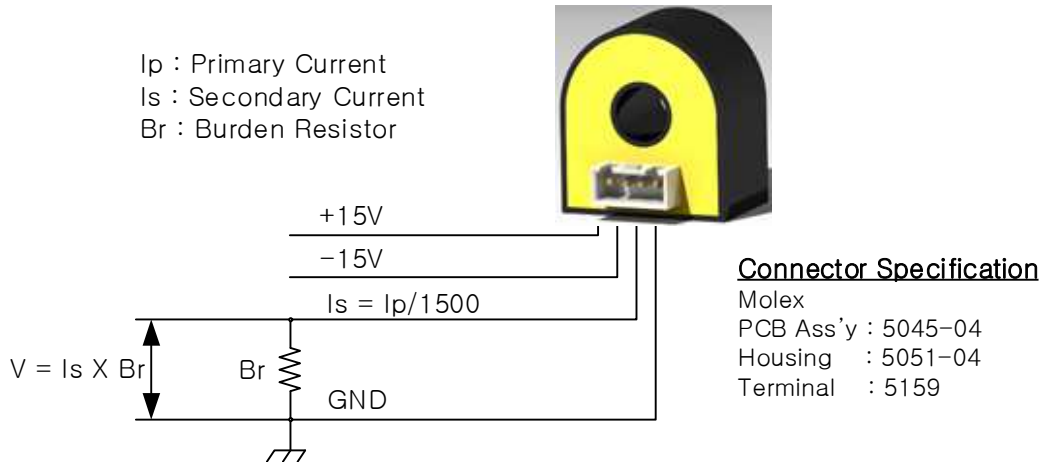 Ip : Primary Current
Is : Secondary Current
Br : Burden Resistor
+15V
-15V
Is = Ip/1500
V = Is X Br
Br
GND
Connector Specification
Molex
PCB Ass'y : 5045-04
Housing : 5051-04
Terminal : 5159